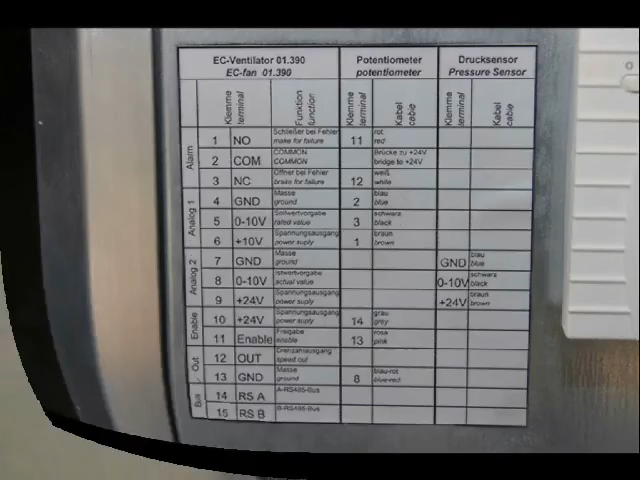 EC-Ventilator 01.390 Potentiometer Drucksensor
EC-fan 01.390 potentiometer Pressure Sensor
Klemme terminal Funktion function Klemme terminal Kabel cable Klemme terminal Kabel cable
Alarm
1 NO Schließer bei Fehler make for failure 11 rot red
2 COM COMMON COMMON Brücke zu +24V bridge to +24V
3 NC Öffner bei Fehler brake for failure 12 weiß white
Analog 1
4 GND Masse ground 2 blau blue
5 0-10V Sollwertvorgabe rated value 3 schwarz black
6 +10V Spannungsausgang power suply 1 braun brown
Analog 2
7 GND Masse ground GND blau blue
8 0-10V Istwertvorgabe actual value 0-10V schwarz black
9 +24V Spannungsausgang power suply +24V braun brown
Enable
10 +24V Spannungsausgang power suply 14 grau grey
11 Enable Freigabe enable 13 rosa pink
Out
12 OUT Drehzahlausgang speed out
13 GND Masse ground 8 blau-rot blue-red
Bus
14 RS A A-RS485-Bus
15 RS B B-RS485-Bus